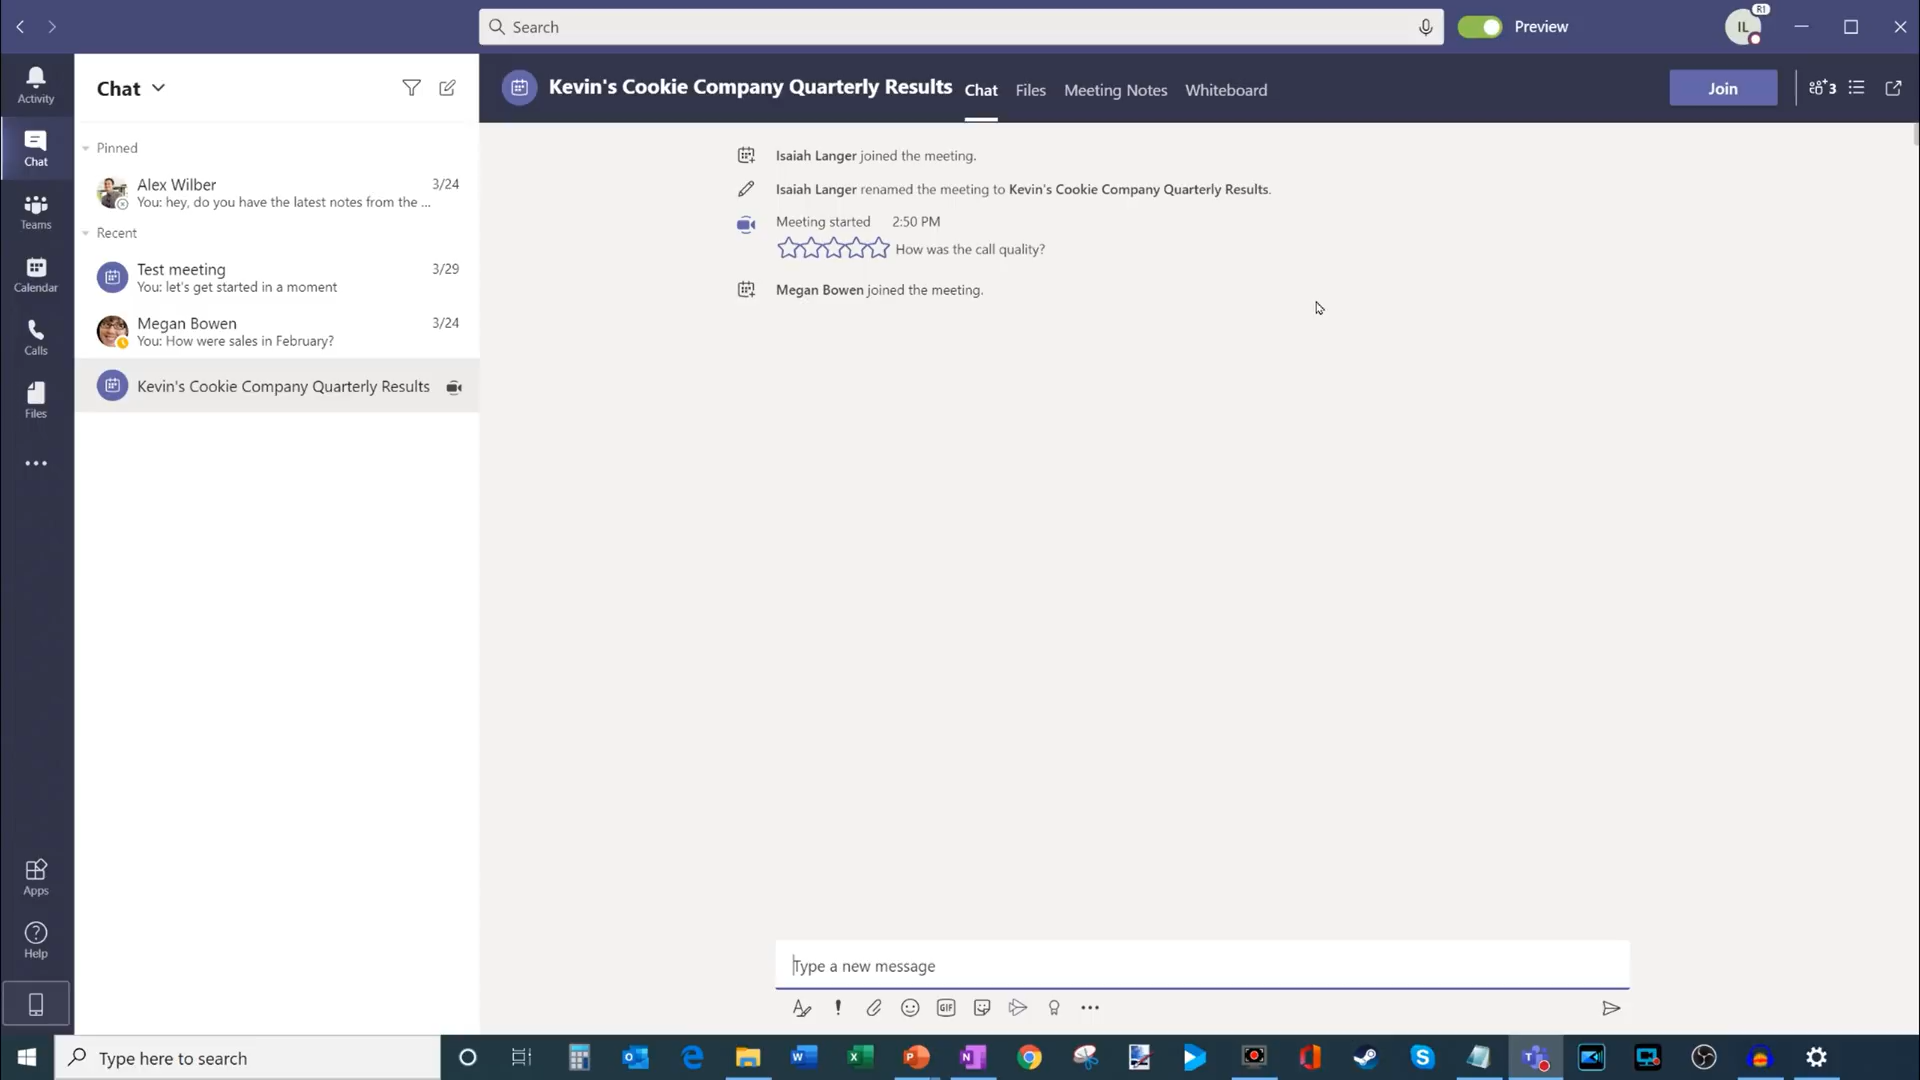 Search
Preview
IL
R1
Activity
Chat
Teams
Calendar
Calls
Files
Apps
Help
Chat
Pinned
Alex Wilber 3/24
You: hey, do you have the latest notes from the ...
Recent
Test meeting 3/29
You: let's get started in a moment
Megan Bowen 3/24
You: How were sales in February?
Kevin's Cookie Company Quarterly Results
Kevin's Cookie Company Quarterly Results Chat Files Meeting Notes Whiteboard
Join
3
Isaiah Langer joined the meeting.
Isaiah Langer renamed the meeting to Kevin's Cookie Company Quarterly Results.
Meeting started 2:50 PM
How was the call quality?
Megan Bowen joined the meeting.
Type a new message
GIF
Type here to search